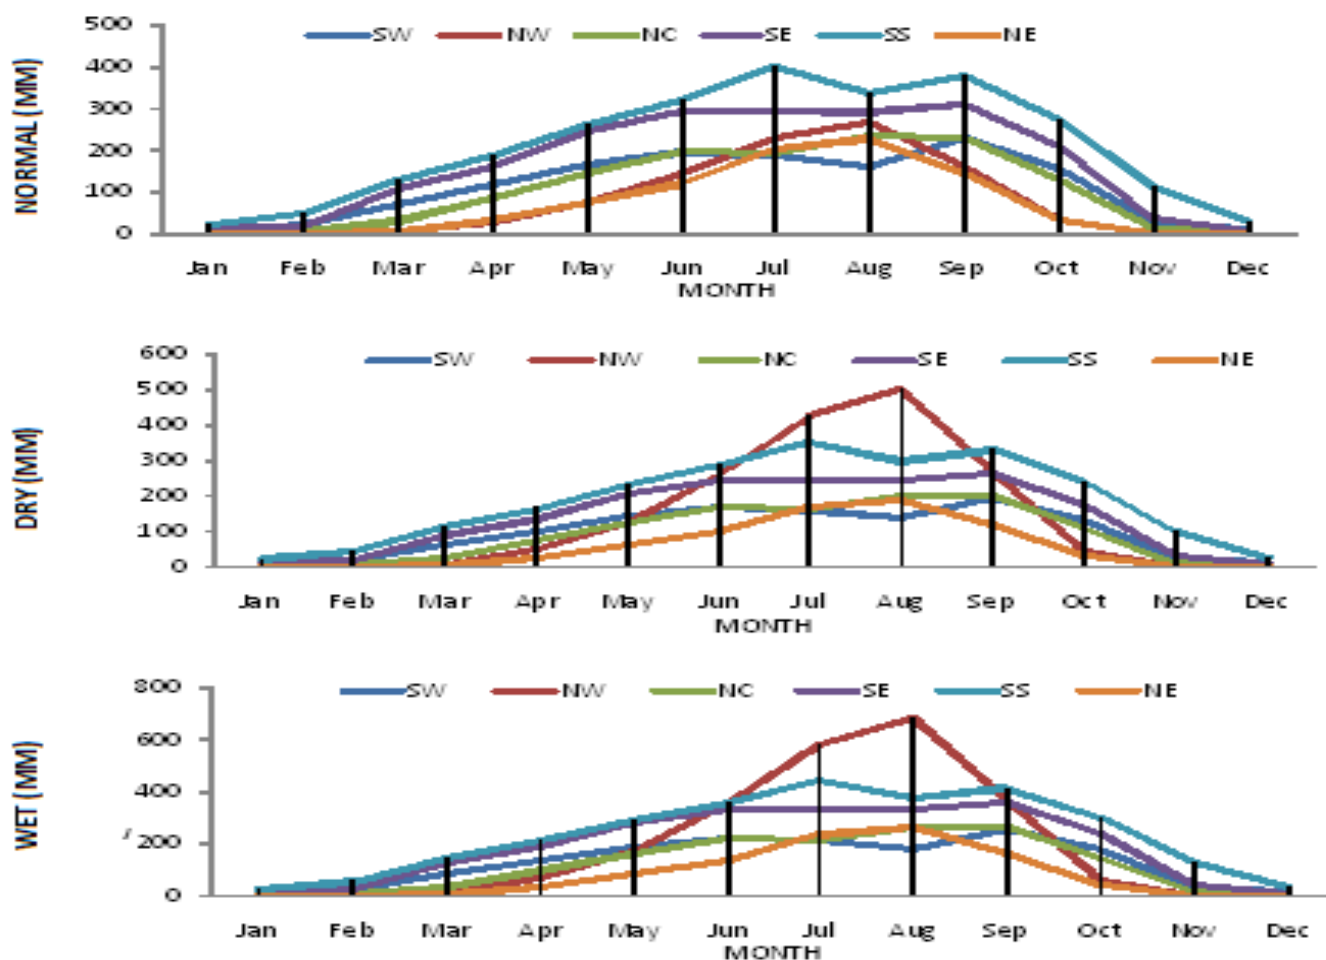 500
SW NW NC SE SS NE
400
300
200
100
0
NORMAL (MM)
Jan Feb Mar Apr May Jun Jul Aug Sep Oct Nov Dec
MONTH
600
SW NW NC SE SS NE
500
400
300
200
100
0
DRY (MM)
Jan Feb Mar Apr May Jun Jul Aug Sep Oct Nov Dec
MONTH
800
SW NW NC SE SS NE
600
400
200
0
WET (MM)
Jan Feb Mar Apr May Jun Jul Aug Sep Oct Nov Dec
MONTH